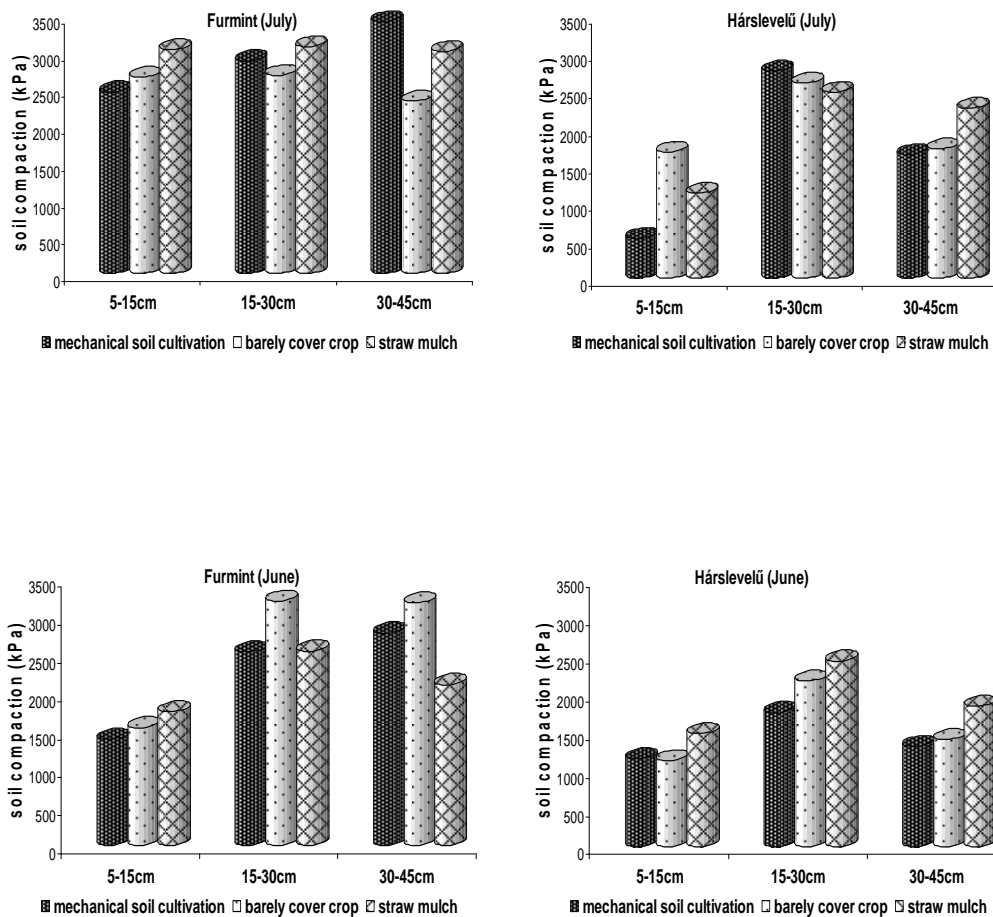 Furmint (July)
soil compaction (kPa)
3500
3000
2500
2000
1500
1000
500
0
5-15cm 15-30cm 30-45cm
mechanical soil cultivation barely cover crop straw mulch
Hárslevelű (July)
soil compaction (kPa)
3500
3000
2500
2000
1500
1000
500
0
5-15cm 15-30cm 30-45cm
mechanical soil cultivation barely cover crop straw mulch
Furmint (June)
soil compaction (kPa)
3500
3000
2500
2000
1500
1000
500
0
5-15cm 15-30cm 30-45cm
mechanical soil cultivation barely cover crop straw mulch
Hárslevelű (June)
soil compaction (kPa)
3500
3000
2500
2000
1500
1000
500
0
5-15cm 15-30cm 30-45cm
mechanical soil cultivation barely cover crop straw mulch